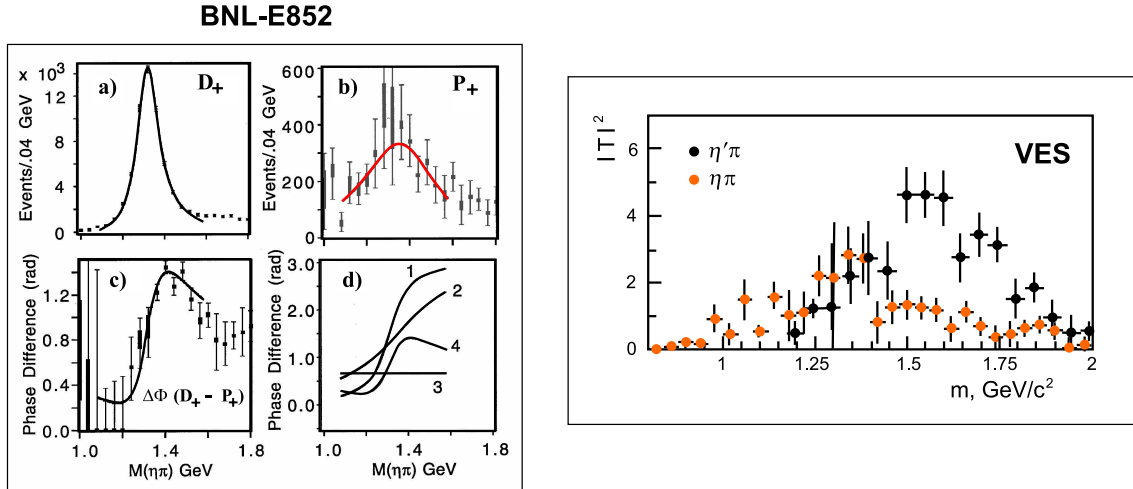 BNL-E852
x 10³
12
8
4
0
Events/.04 GeV
a)
D₊
600
400
200
0
Events/.04 GeV
b)
P₊
1.2
0.8
0.4
0.0
Phase Difference (rad)
c)
ΔΦ (D₊ – P₊)
1.0
1.4
1.8
M(ηπ) GeV
3.0
2.0
1.0
0.0
Phase Difference (rad)
d)
1
2
4
3
1.0
1.4
1.8
M(ηπ) GeV
|T|²
6
4
2
0
η′π
ηπ
VES
1
1.25
1.5
1.75
2
m, GeV/c²